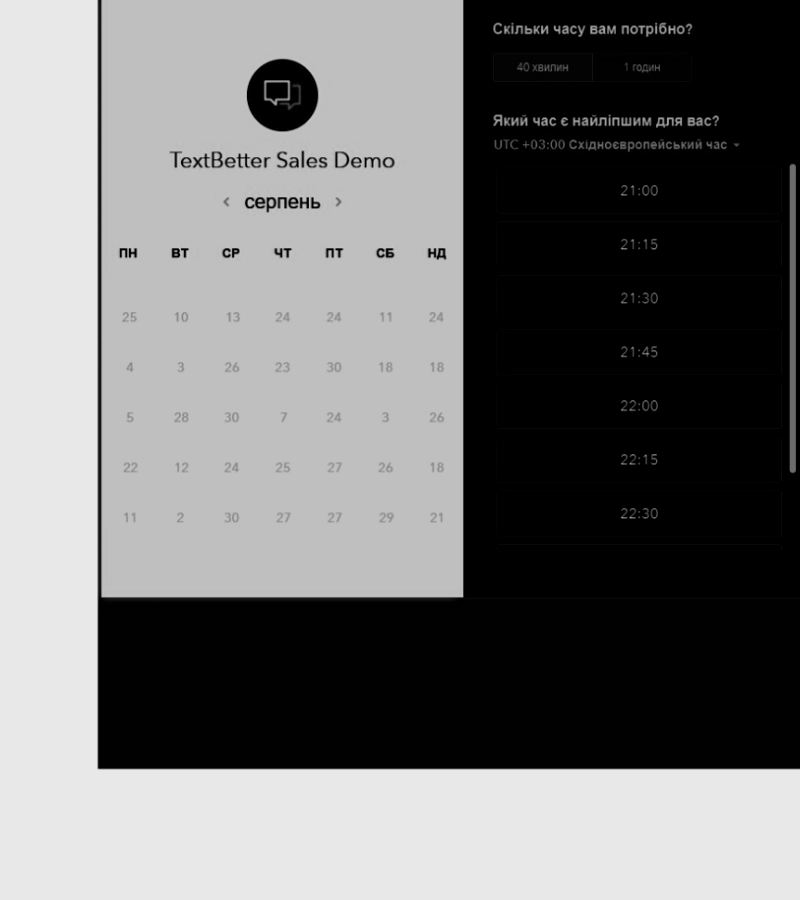 TextBetter Sales Demo
серпень
ПН ВТ СР ЧТ ПТ СБ НД
25 10 13 24 24 11 24
4 3 26 23 30 18 18
5 28 30 7 24 3 26
22 12 24 25 27 26 18
11 2 30 27 27 29 21
Скільки часу вам потрібно?
40 хвилин 1 годин
Який час є найліпшим для вас?
UTC +03:00 Східноєвропейський час
21:00
21:15
21:30
21:45
22:00
22:15
22:30